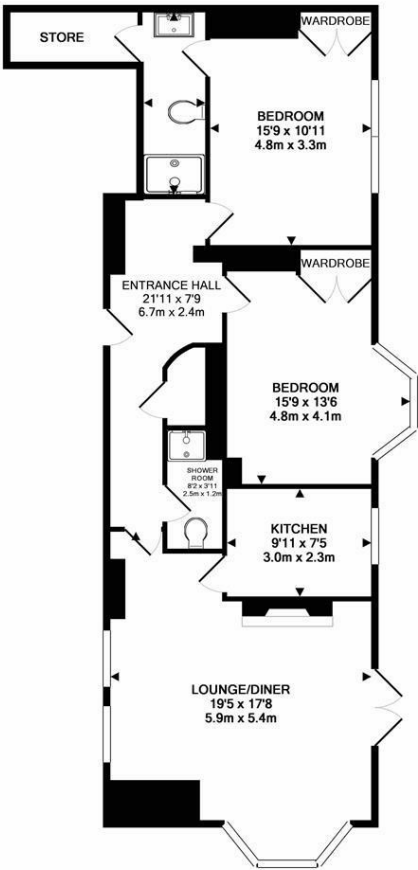 WARDROBE
STORE
BEDROOM
15'9 x 10'11
4.8m x 3.3m
WARDROBE
ENTRANCE HALL
21'11 x 7'9
6.7m x 2.4m
BEDROOM
15'9 x 13'6
4.8m x 4.1m
SHOWER
ROOM
8'2 x 3'11
2.5m x 1.2m
KITCHEN
9'11 x 7'5
3.0m x 2.3m
LOUNGE/DINER
19'5 x 17'8
5.9m x 5.4m